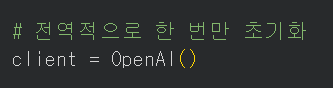 # 전역적으로 한 번만 초기화
client = OpenAI()